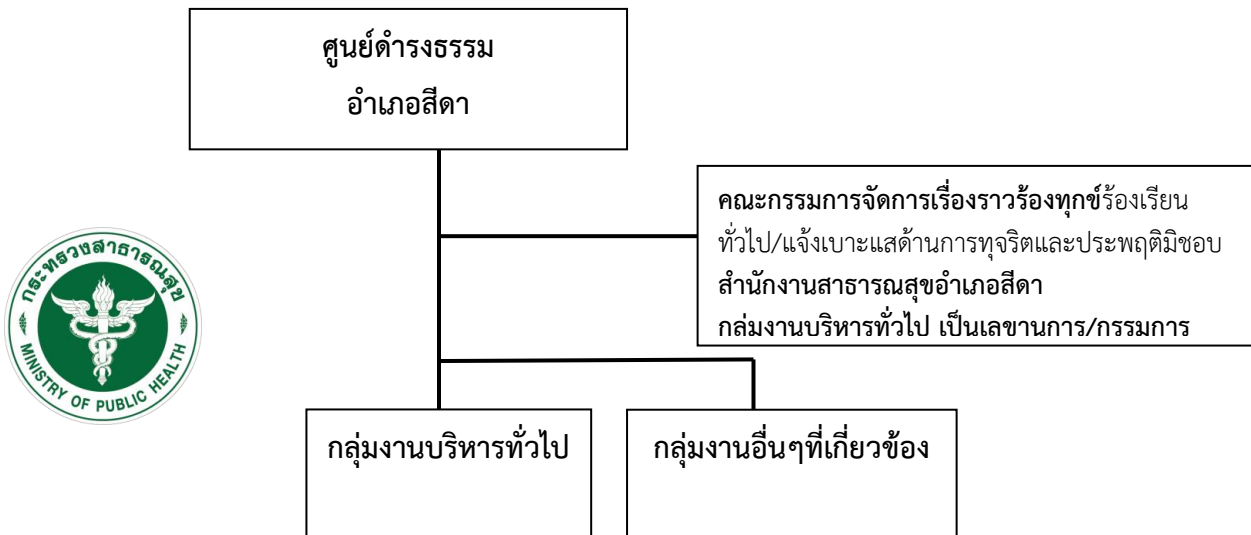 ศูนย์ดำรงธรรม
อำเภอสีดา
คณะกรรมการจัดการเรื่องราวร้องทุกข์ร้องเรียน
ทั่วไป/แจ้งเบาะแสด้านการทุจริตและประพฤติมิชอบ
สำนักงานสาธารณสุขอำเภอสีดา
กล่มงานบริหารทั่วไป เป็นเลขานการ/กรรมการ
กระทรวงสาธารณสุข
MINISTRY OF PUBLIC HEALTH
กลุ่มงานบริหารทั่วไป
กลุ่มงานอื่นๆที่เกี่ยวข้อง